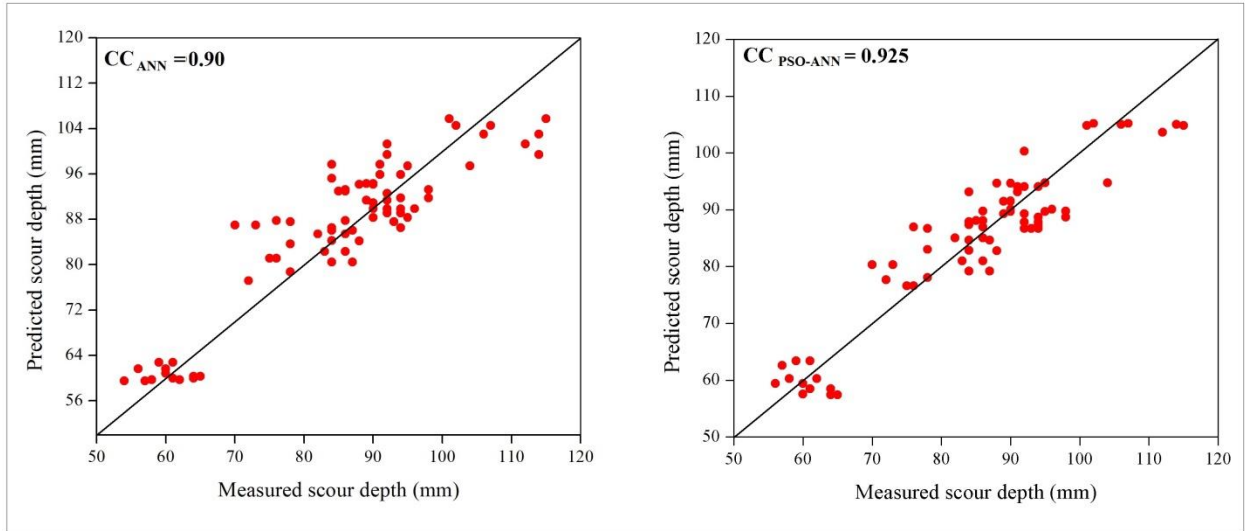 CC ANN = 0.90
120
112
104
96
88
80
72
64
56
Predicted scour depth (mm)
50 60 70 80 90 100 110 120
Measured scour depth (mm)
CC PSO-ANN = 0.925
120
110
100
90
80
70
60
50
Predicted scour depth (mm)
50 60 70 80 90 100 110 120
Measured scour depth (mm)